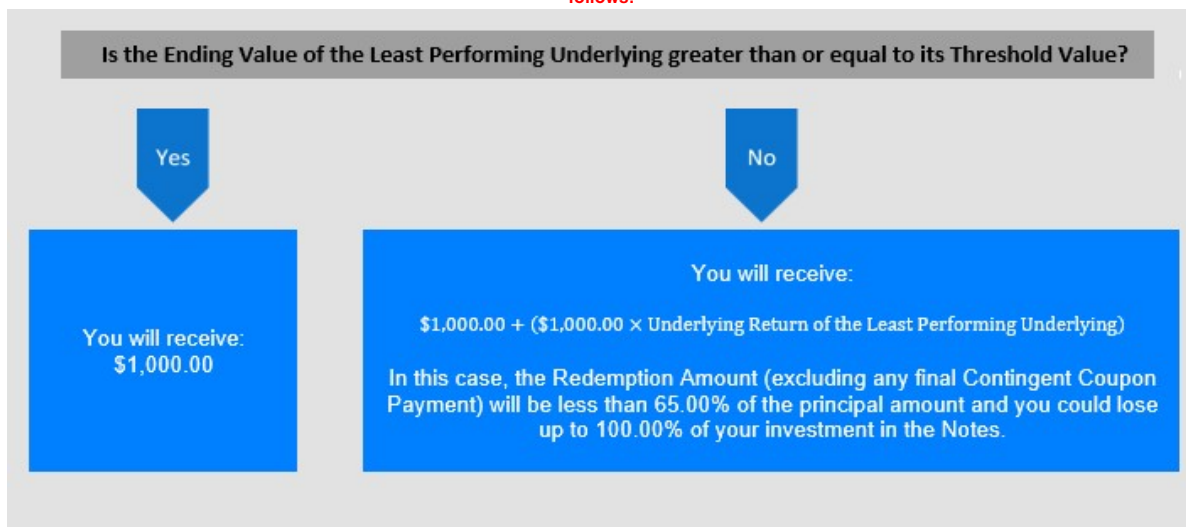 follows:
Is the Ending Value of the Least Performing Underlying greater than or equal to its Threshold Value?
Yes
No
You will receive:
$1,000.00
You will receive:
$1,000.00 + ($1,000.00 × Underlying Return of the Least Performing Underlying)
In this case, the Redemption Amount (excluding any final Contingent Coupon
Payment) will be less than 65.00% of the principal amount and you could lose
up to 100.00% of your investment in the Notes.